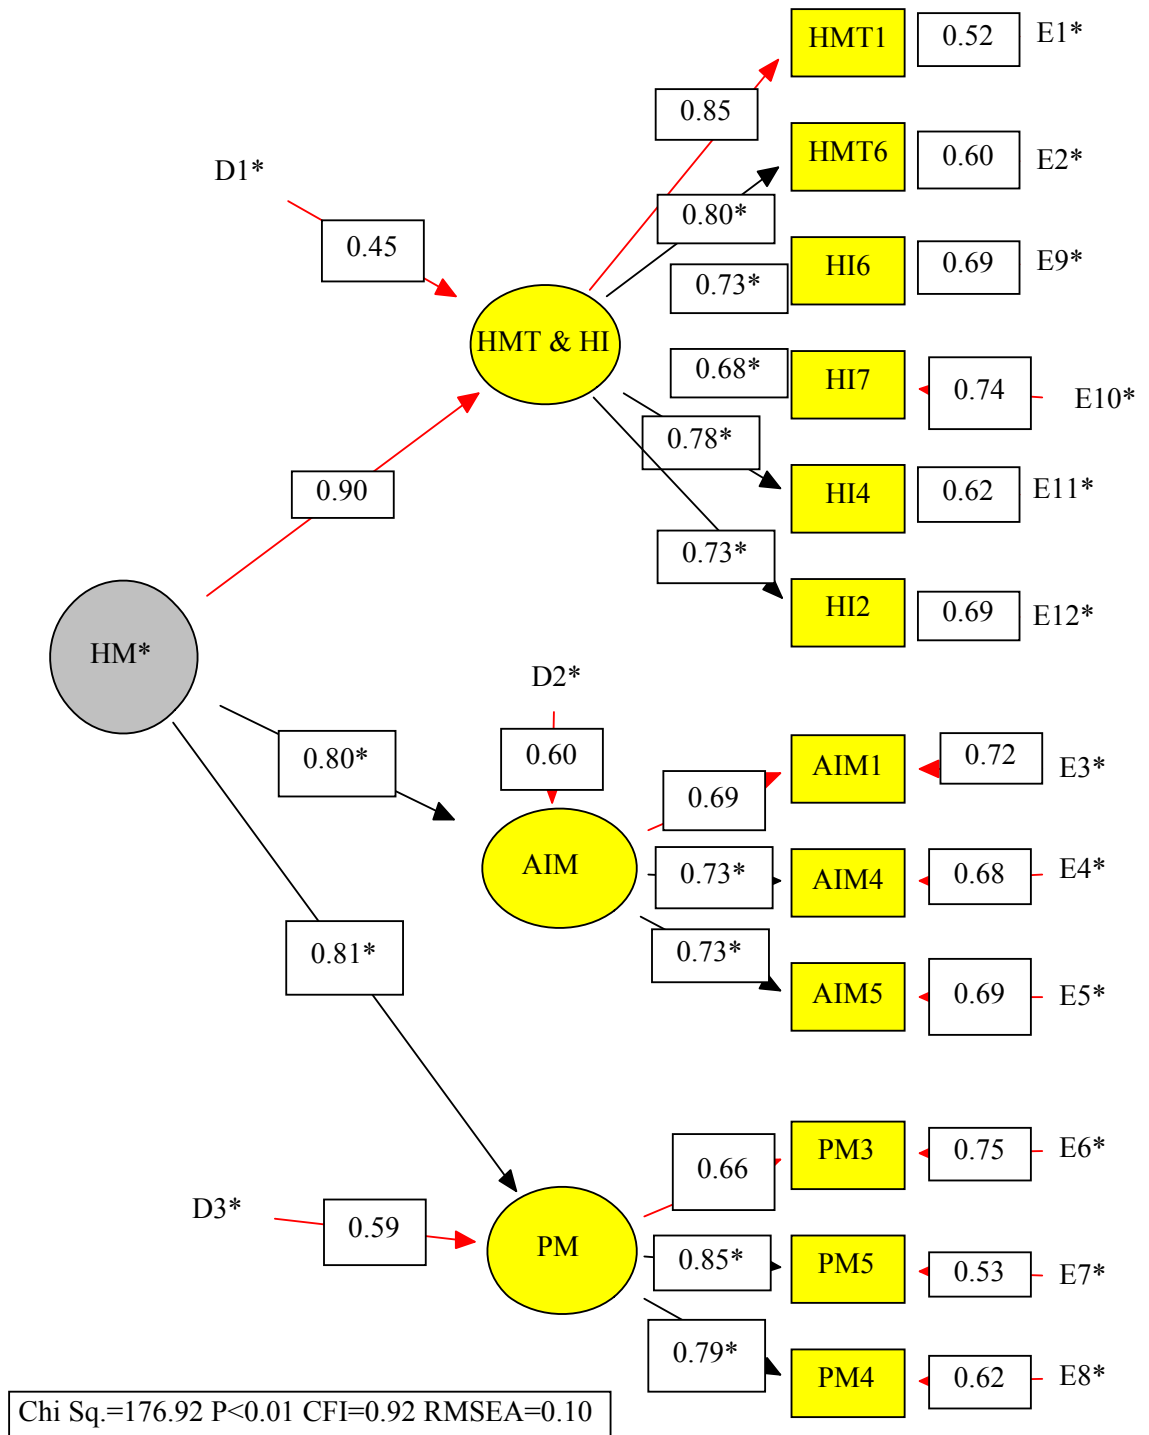 HMT1
0.52
E1*
0.85
HMT6
0.60
E2*
D1*
0.80*
0.45
HI6
0.69
E9*
0.73*
HMT & HI
HI7
0.74
E10*
0.68*
0.78*
HI4
0.62
E11*
0.90
0.73*
HI2
0.69
E12*
HM*
D2*
0.80*
0.60
AIM1
0.72
E3*
0.69
AIM
0.73*
AIM4
0.68
E4*
0.81*
0.73*
AIM5
0.69
E5*
PM3
0.75
E6*
0.66
D3*
0.59
PM
0.85*
PM5
0.53
E7*
0.79*
PM4
0.62
E8*
Chi Sq.=176.92 P<0.01 CFI=0.92 RMSEA=0.10